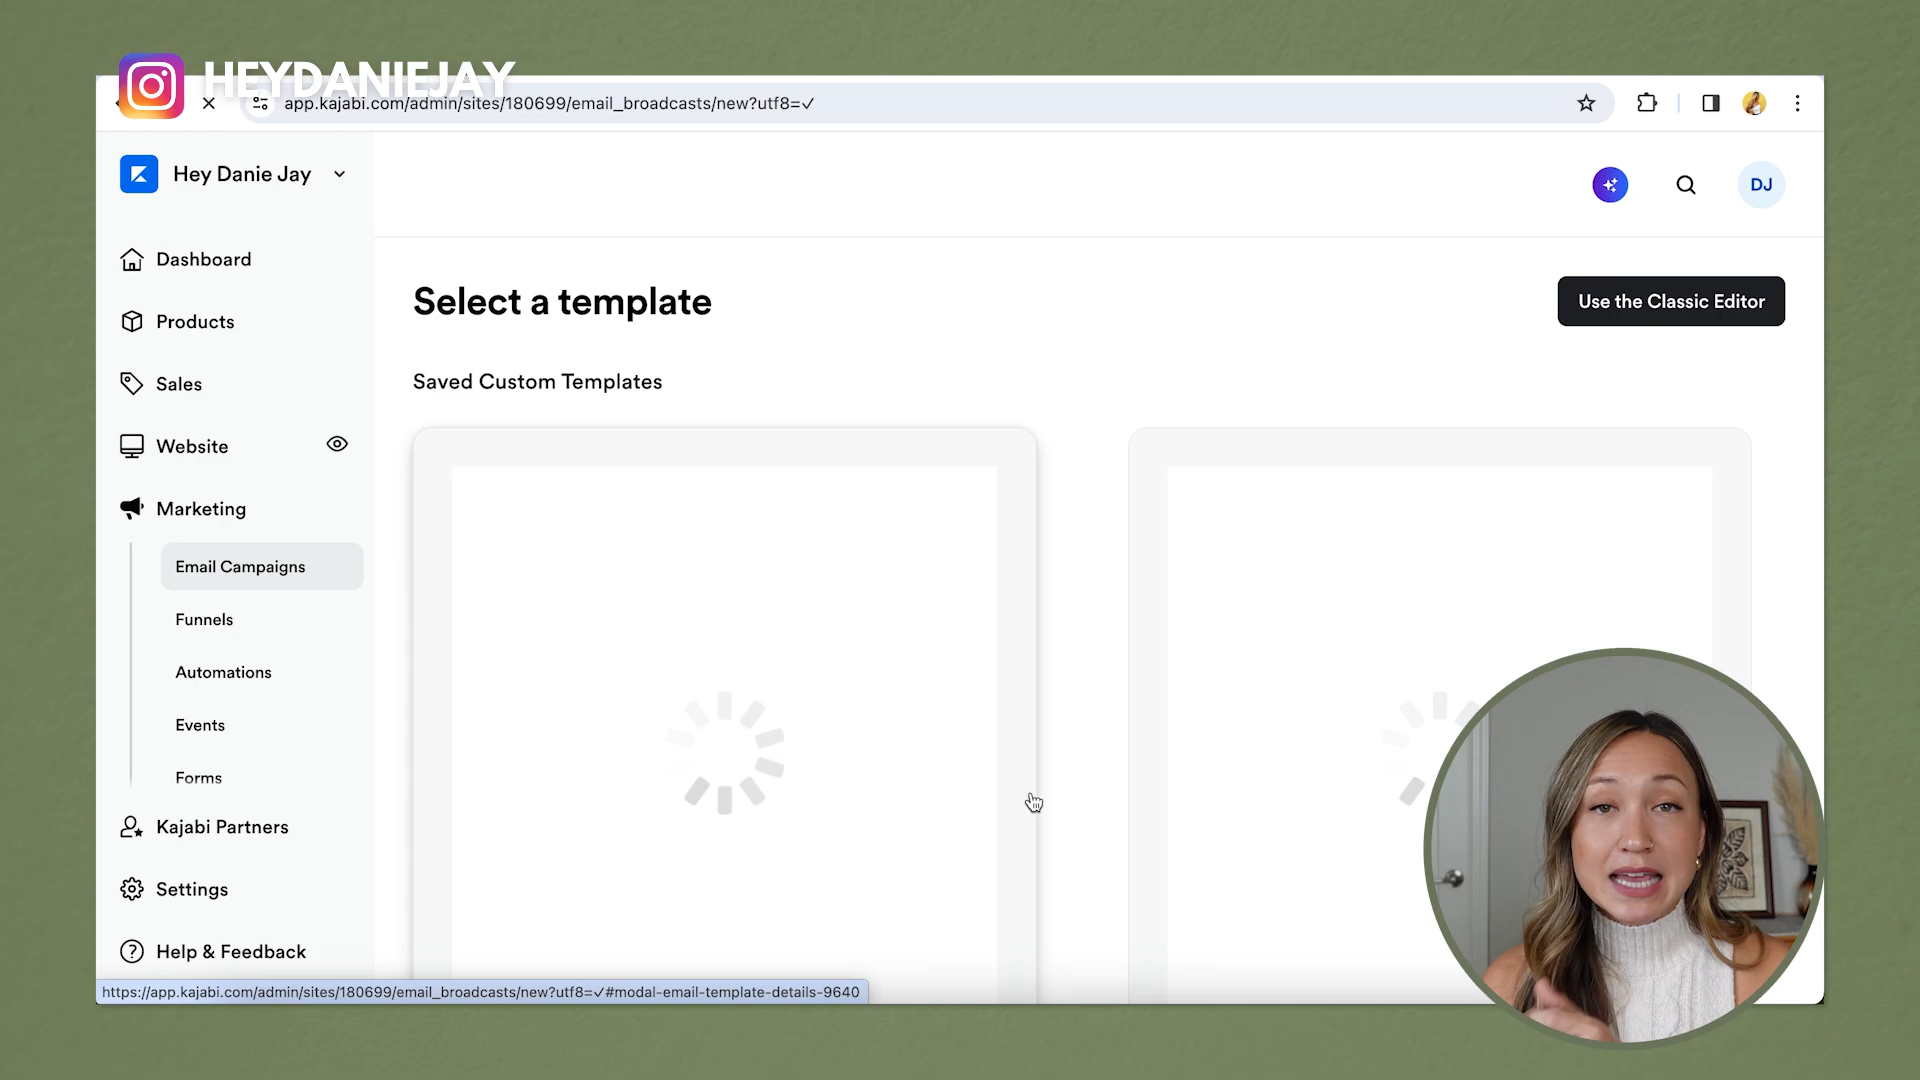 HEYDANIEJAY
app.kajabi.com/admin/sites/180699/email_broadcasts/new?utf8=✓
Hey Danie Jay
DJ
Dashboard
Products
Sales
Website
Marketing
Email Campaigns
Funnels
Automations
Events
Forms
Kajabi Partners
Settings
Help & Feedback
Select a template
Use the Classic Editor
Saved Custom Templates
https://app.kajabi.com/admin/sites/180699/email_broadcasts/new?utf8=✓#modal-email-template-details-9640